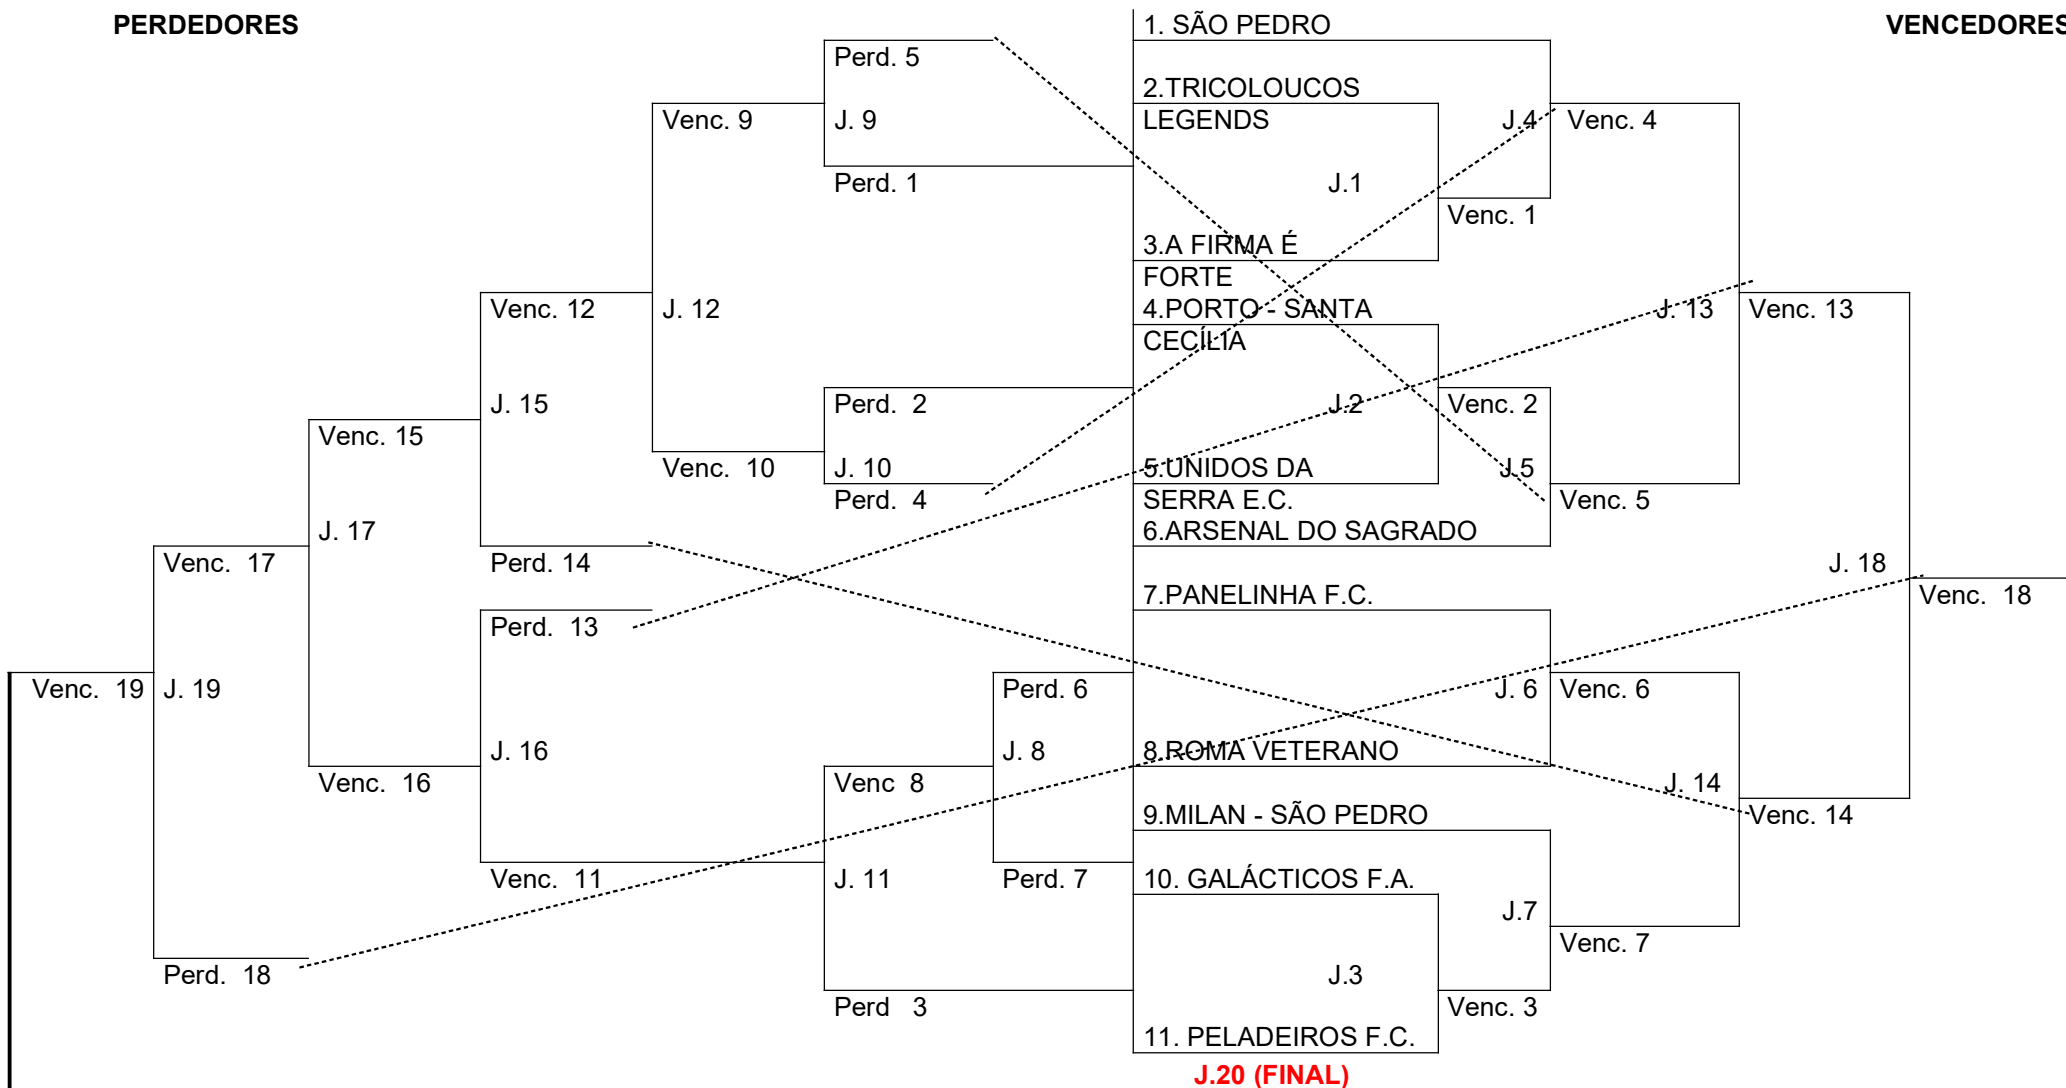 PERDEDORES
1. SÃO PEDRO
VENCEDORES
Perd. 5
2.TRICOLOUCOS
LEGENDS
Venc. 9
J. 9
J.4
Venc. 4
Perd. 1
J.1
Venc. 1
3.A FIRMA É
FORTE
Venc. 12
J. 12
4.PORTO - SANTA
CECÍLIA
J. 13
Venc. 13
J. 15
Perd. 2
J.2
Venc. 2
Venc. 15
Venc. 10
J. 10
5.UNIDOS DA
SERRA E.C.
J.5
Perd. 4
Venc. 5
J. 17
6.ARSENAL DO SAGRADO
Venc. 17
Perd. 14
J. 18
7.PANELINHA F.C.
Venc. 18
Perd. 13
Venc. 19
J. 19
Perd. 6
J. 6
Venc. 6
J. 16
J. 8
8.ROMA VETERANO
Venc. 16
Venc 8
J. 14
9.MILAN - SÃO PEDRO
Venc. 14
Venc. 11
J. 11
Perd. 7
10. GALÁCTICOS F.A.
J.7
Venc. 7
Perd. 18
J.3
Perd 3
Venc. 3
11. PELADEIROS F.C.
J.20 (FINAL)